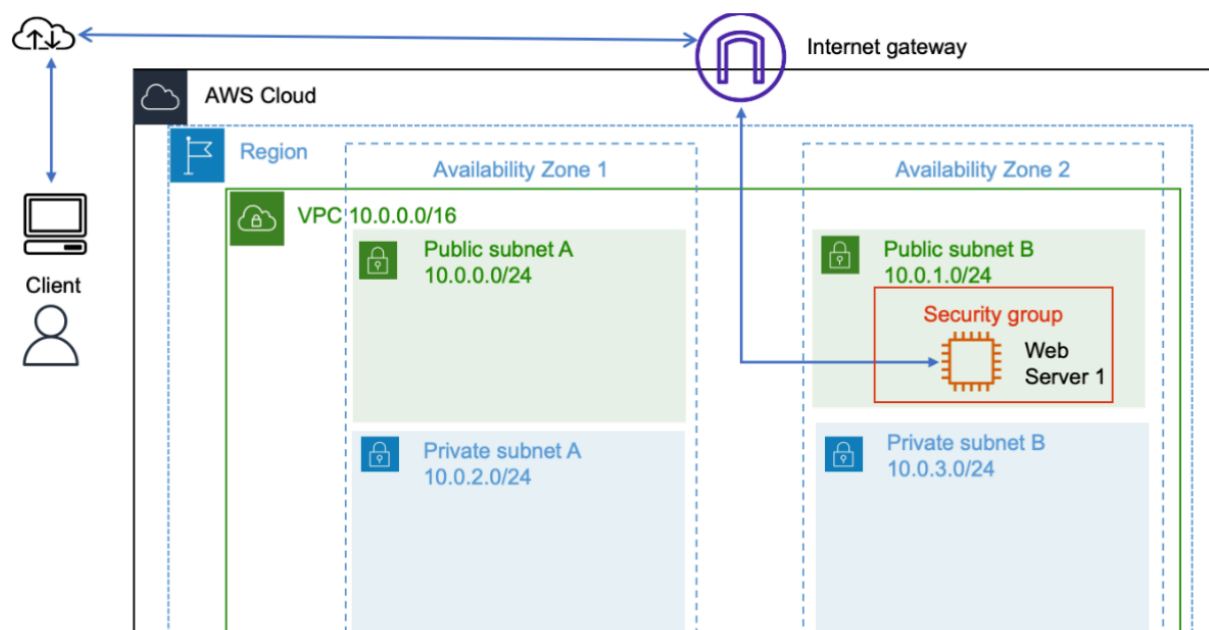 Internet gateway
AWS Cloud
Region
Availability Zone 1
Availability Zone 2
VPC 10.0.0.0/16
Public subnet A
10.0.0.0/24
Public subnet B
10.0.1.0/24
Client
Security group
Web
Server 1
Private subnet A
10.0.2.0/24
Private subnet B
10.0.3.0/24